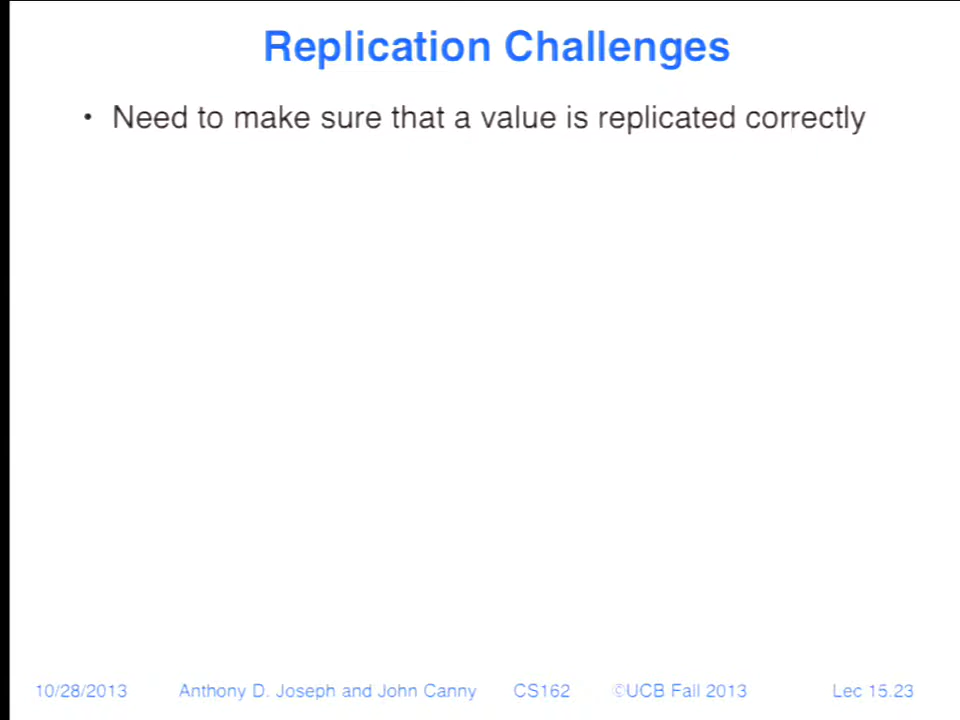 Replication Challenges
• Need to make sure that a value is replicated correctly
10/28/2013 Anthony D. Joseph and John Canny CS162 ©UCB Fall 2013 Lec 15.23